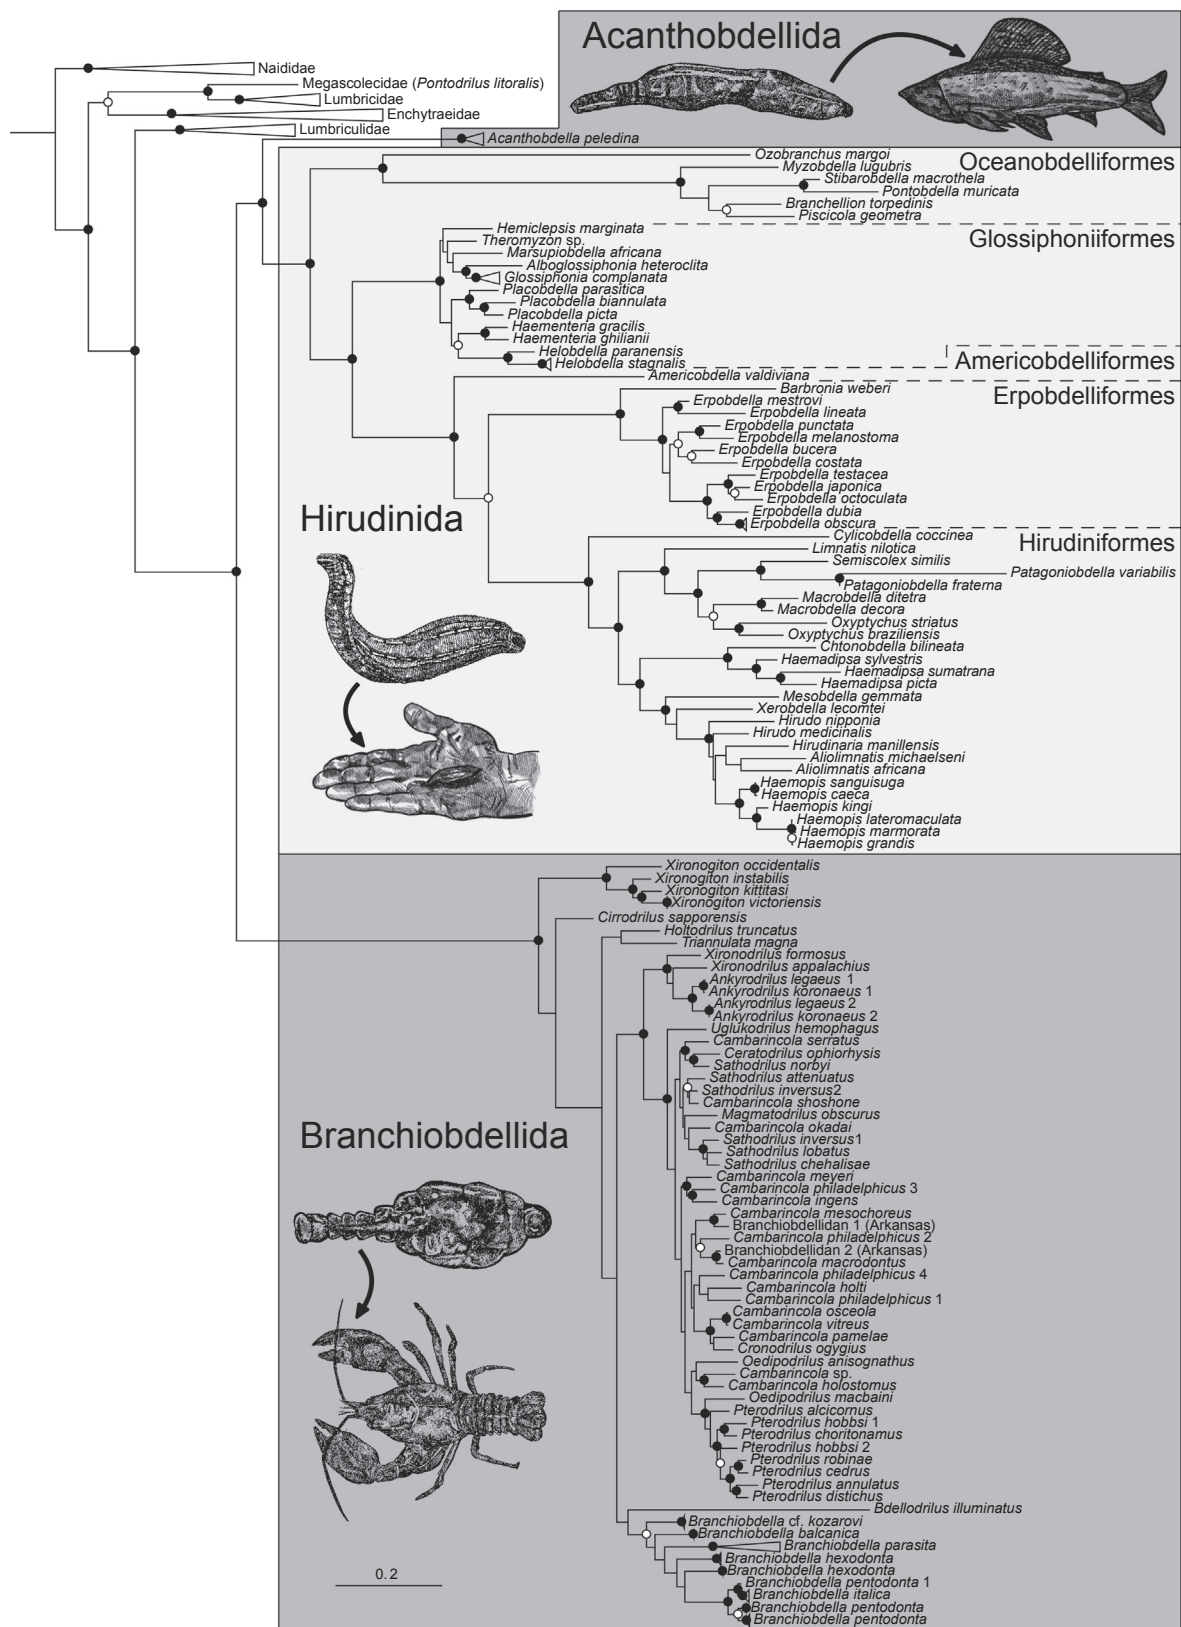 Acanthobdellida
Naididae
Megascolecidae (Pontodrilus litoralis)
Lumbricidae
Enchytraeidae
Lumbriculidae
Acanthobdella peledina
Ozobranchus margoi
Oceanobdelliformes
Myzobdella lugubris
Stibarobdella macrothela
Pontobdella muricata
Branchellion torpedinis
Piscicola geometra
Hemiclepsis marginata
Glossiphoniiformes
Theromyzon sp.
Marsupiobdella africana
Alboglossiphonia heteroclita
Glossiphonia complanata
Placobdella parasitica
Placobdella biannulata
Placobdella picta
Haementeria gracilis
Haementeria ghilianii
Helobdella paranensis
Helobdella stagnalis
Americobdelliformes
Americobdella valdiviana
Barbronia weberi
Erpobdelliformes
Erpobdella mestrovi
Erpobdella lineata
Erpobdella punctata
Erpobdella melanostoma
Erpobdella bucera
Erpobdella costata
Erpobdella testacea
Erpobdella japonica
Erpobdella octoculata
Erpobdella dubia
Erpobdella obscura
Hirudinida
Cylicobdella coccinea
Hirudiniformes
Limnatis nilotica
Semiscolex similis
Patagoniobdella variabilis
Patagoniobdella fraterna
Macrobdella ditetra
Macrobdella decora
Oxyptychus striatus
Oxyptychus braziliensis
Chtonobdella bilineata
Haemadipsa sylvestris
Haemadipsa sumatrana
Haemadipsa picta
Mesobdella gemmata
Xerobdella lecomtei
Hirudo nipponia
Hirudo medicinalis
Hirudinaria manillensis
Aliolimnatis michaelseni
Aliolimnatis africana
Haemopis sanguisuga
Haemopis caeca
Haemopis kingi
Haemopis lateromaculata
Haemopis marmorata
Haemopis grandis
Xironogiton occidentalis
Xironogiton instabilis
Xironogiton kittitasi
Xironogiton victoriensis
Cirrodrilus sapporensis
Holtodrilus truncatus
Triannulata magna
Xironodrilus formosus
Xironodrilus appalachius
Ankyrodrilus legaeus 1
Ankyrodrilus koronaeus 1
Ankyrodrilus legaeus 2
Ankyrodrilus koronaeus 2
Uglukodrilus hemophagus
Cambarincola serratus
Ceratodrilus ophiorhysis
Sathodrilus norbyi
Sathodrilus attenuatus
Sathodrilus inversus2
Cambarincola shoshone
Magmatodrilus obscurus
Cambarincola okadai
Branchiobdellida
Sathodrilus inversus1
Sathodrilus lobatus
Sathodrilus chehalisae
Cambarincola meyeri
Cambarincola philadelphicus 3
Cambarincola ingens
Cambarincola mesochoreus
Branchiobdellidan 1 (Arkansas)
Cambarincola philadelphicus 2
Branchiobdellidan 2 (Arkansas)
Cambarincola macrodontus
Cambarincola philadelphicus 4
Cambarincola holti
Cambarincola philadelphicus 1
Cambarincola osceola
Cambarincola vitreus
Cambarincola pamelae
Cronodrilus ogygius
Oedipodrilus anisognathus
Cambarincola sp.
Cambarincola holostomus
Oedipodrilus macbaini
Pterodrilus alcicornus
Pterodrilus hobbsi 1
Pterodrilus choritonamus
Pterodrilus hobbsi 2
Pterodrilus robinae
Pterodrilus cedrus
Pterodrilus annulatus
Pterodrilus distichus
Bdellodrilus illuminatus
Branchiobdella cf. kozarovi
Branchiobdella balcanica
Branchiobdella parasita
Branchiobdella hexodonta
Branchiobdella hexodonta
0.2
Branchiobdella pentodonta 1
Branchiobdella italica
Branchiobdella pentodonta
Branchiobdella pentodonta